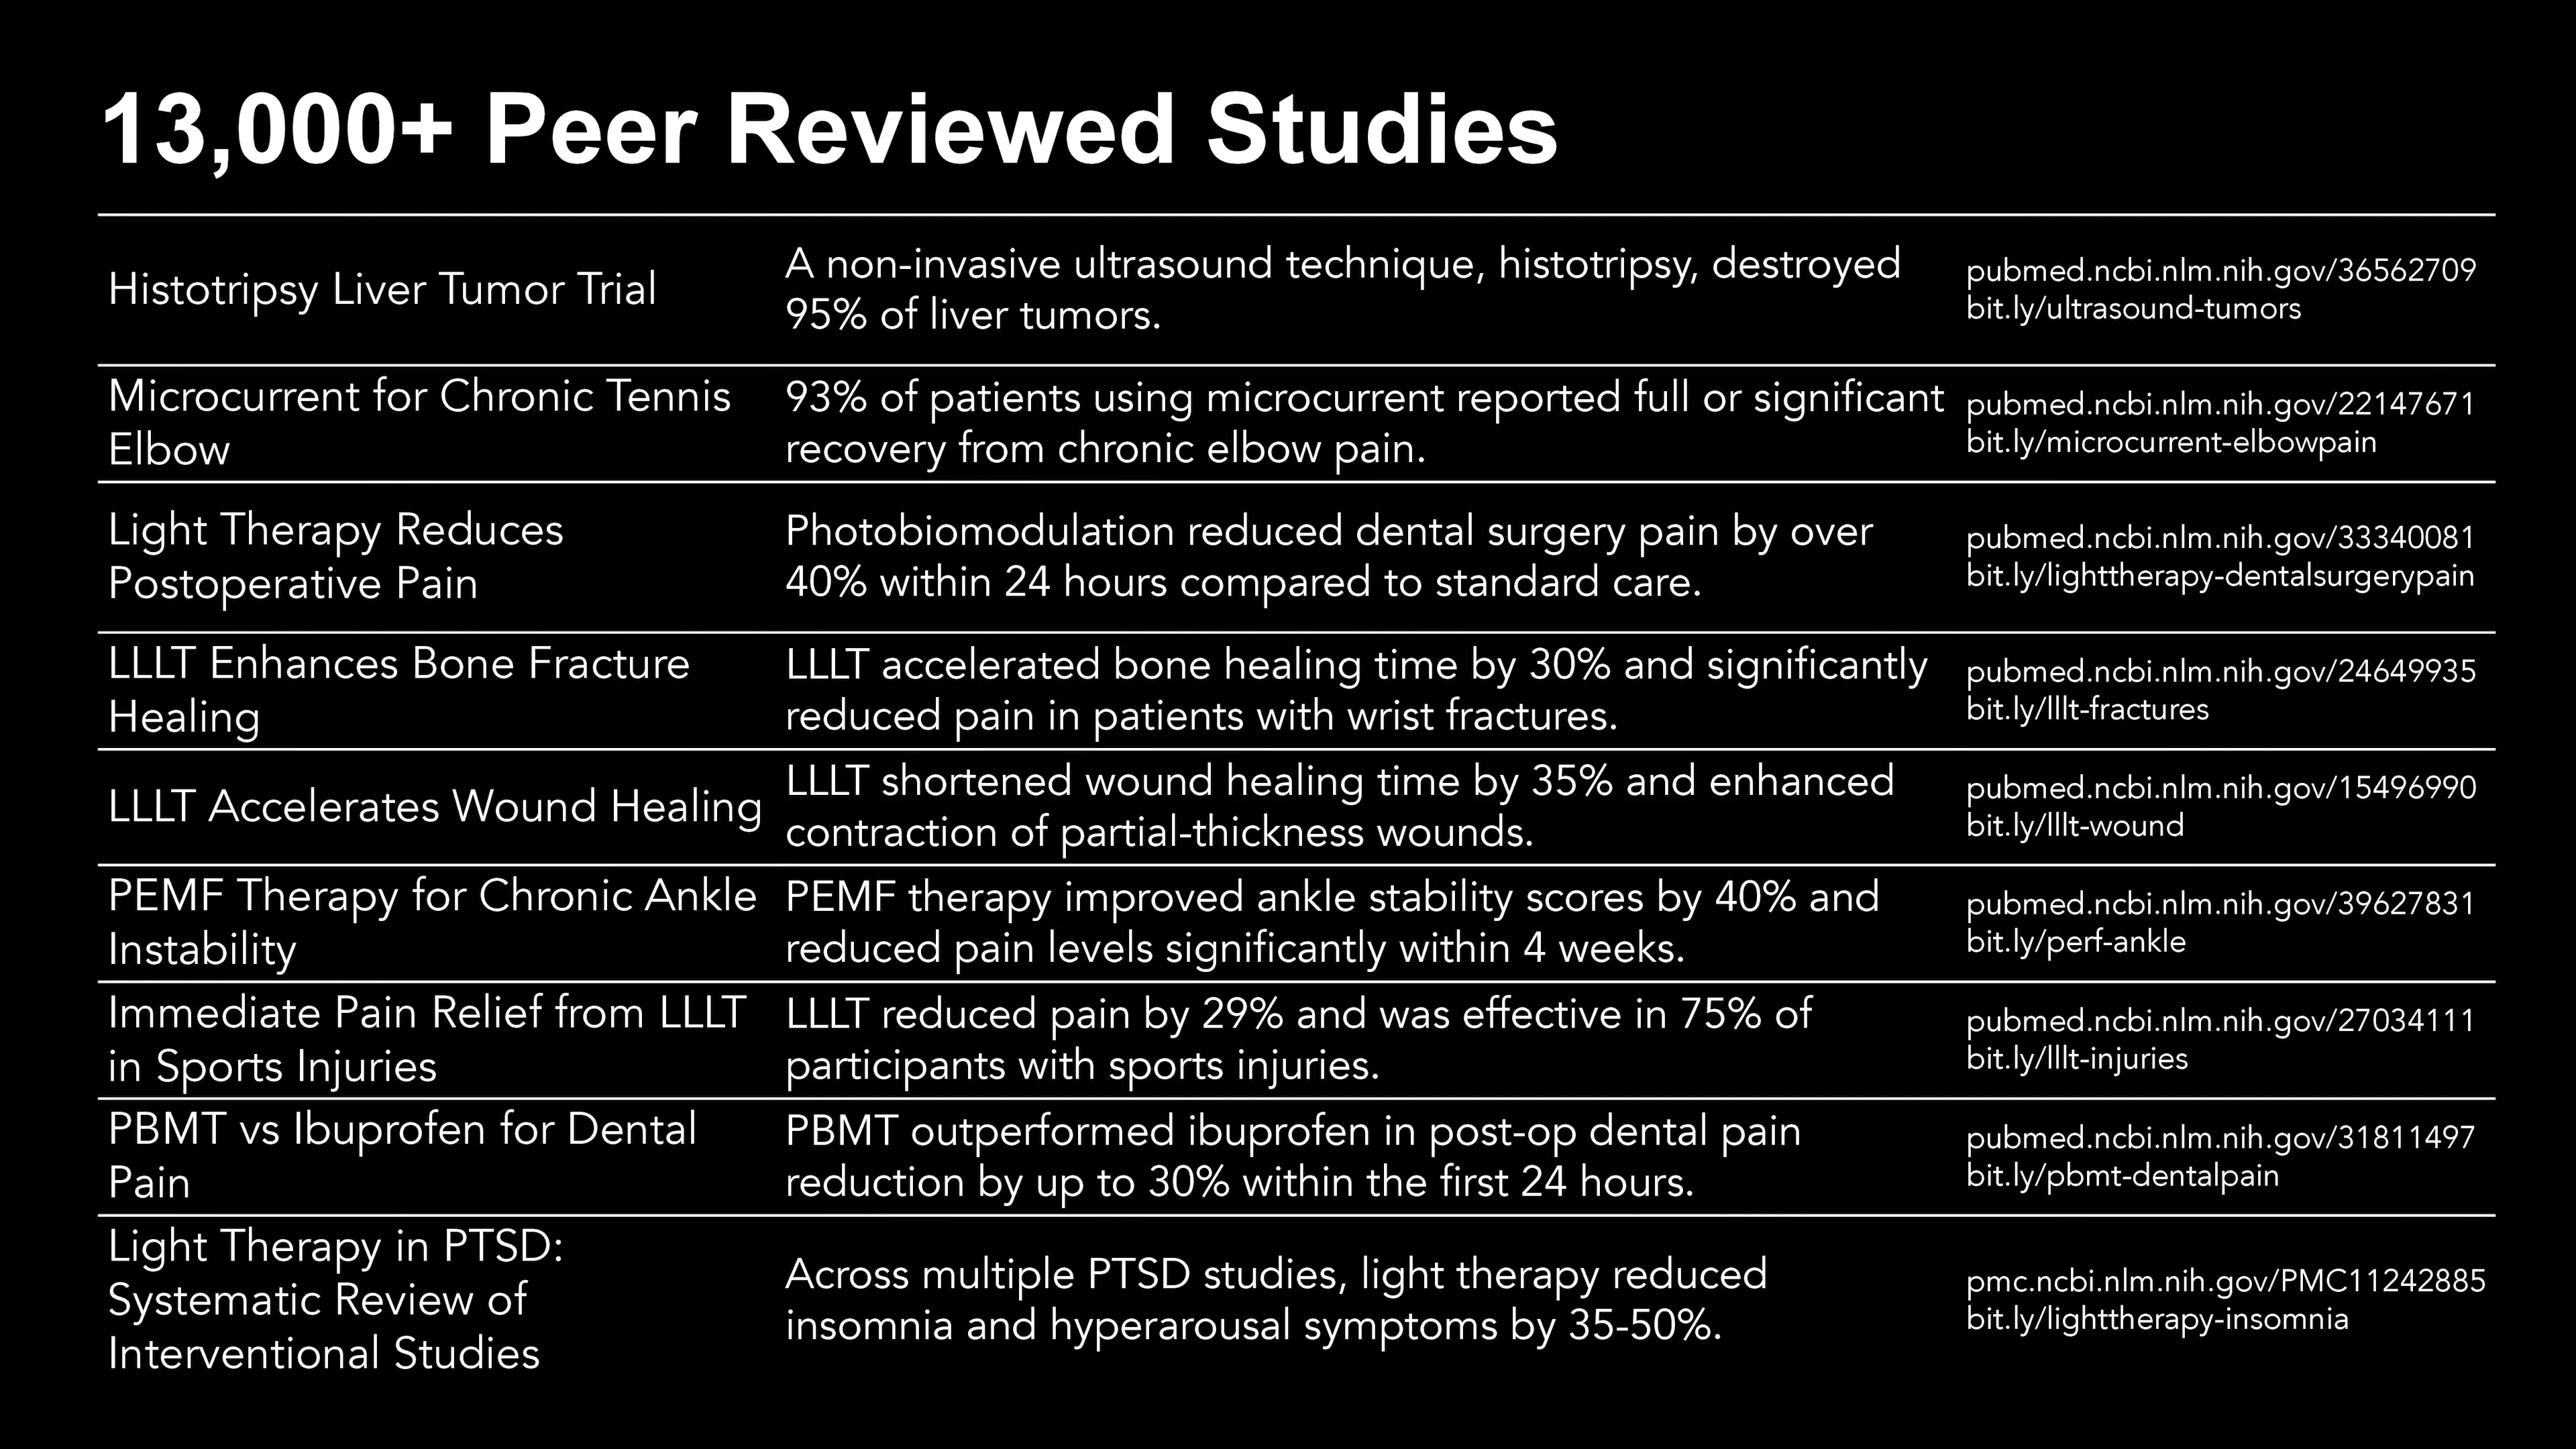 13,000+ Peer Reviewed Studies
Histotripsy Liver Tumor Trial
A non-invasive ultrasound technique, histotripsy, destroyed
95% of liver tumors.
pubmed.ncbi.nlm.nih.gov/36562709
bit.ly/ultrasound-tumors
Microcurrent for Chronic Tennis
Elbow
93% of patients using microcurrent reported full or significant
recovery from chronic elbow pain.
pubmed.ncbi.nlm.nih.gov/22147671
bit.ly/microcurrent-elbowpain
Light Therapy Reduces
Postoperative Pain
Photobiomodulation reduced dental surgery pain by over
40% within 24 hours compared to standard care.
pubmed.ncbi.nlm.nih.gov/33340081
bit.ly/lighttherapy-dentalsurgerypain
LLLT Enhances Bone Fracture
Healing
LLLT accelerated bone healing time by 30% and significantly
reduced pain in patients with wrist fractures.
pubmed.ncbi.nlm.nih.gov/24649935
bit.ly/lllt-fractures
LLLT Accelerates Wound Healing
LLLT shortened wound healing time by 35% and enhanced
contraction of partial-thickness wounds.
pubmed.ncbi.nlm.nih.gov/15496990
bit.ly/lllt-wound
PEMF Therapy for Chronic Ankle
Instability
PEMF therapy improved ankle stability scores by 40% and
reduced pain levels significantly within 4 weeks.
pubmed.ncbi.nlm.nih.gov/39627831
bit.ly/perf-ankle
Immediate Pain Relief from LLLT
in Sports Injuries
LLLT reduced pain by 29% and was effective in 75% of
participants with sports injuries.
pubmed.ncbi.nlm.nih.gov/27034111
bit.ly/lllt-injuries
PBMT vs Ibuprofen for Dental
Pain
PBMT outperformed ibuprofen in post-op dental pain
reduction by up to 30% within the first 24 hours.
pubmed.ncbi.nlm.nih.gov/31811497
bit.ly/pbmt-dentalpain
Light Therapy in PTSD:
Systematic Review of
Interventional Studies
Across multiple PTSD studies, light therapy reduced
insomnia and hyperarousal symptoms by 35-50%.
pmc.ncbi.nlm.nih.gov/PMC11242885
bit.ly/lighttherapy-insomnia